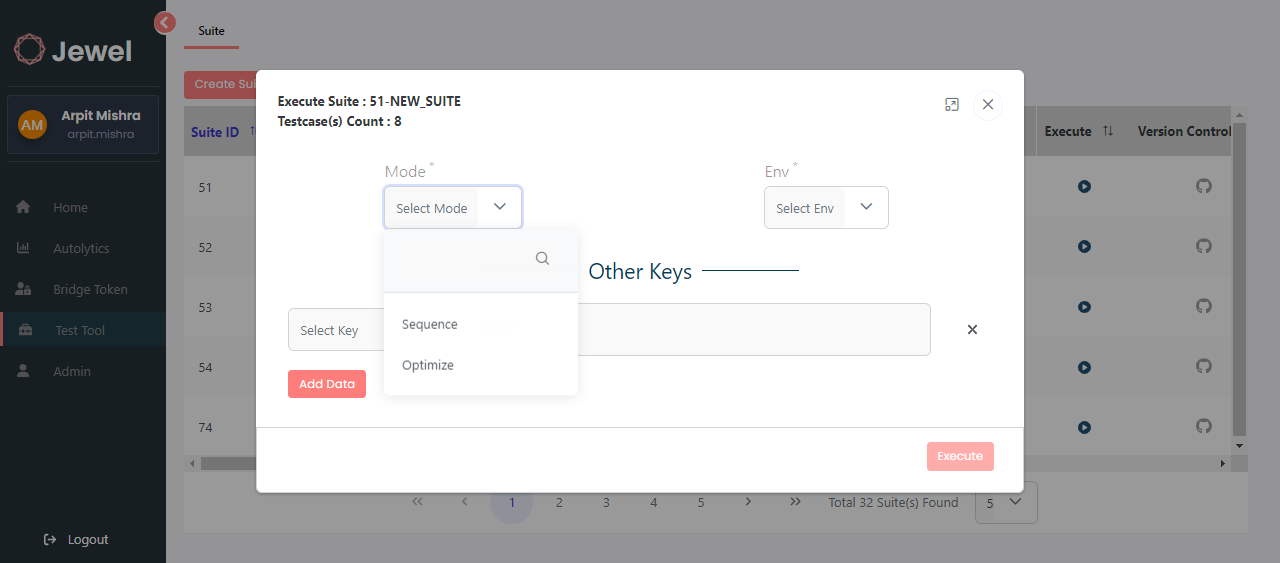 Jewel
AM
Arpit Mishra
arpit.mishra
Home
Autolytics
Bridge Token
Test Tool
Admin
Logout
Suite
Create Sui
Suite ID
Execute
Version Control
51
52
53
54
74
Execute Suite : 51-NEW_SUITE
Testcase(s) Count : 8
Mode *
Env *
Select Mode
Select Env
Sequence
Optimize
Other Keys
Select Key
Add Data
Execute
1 2 3 4 5
Total 32 Suite(s) Found
5